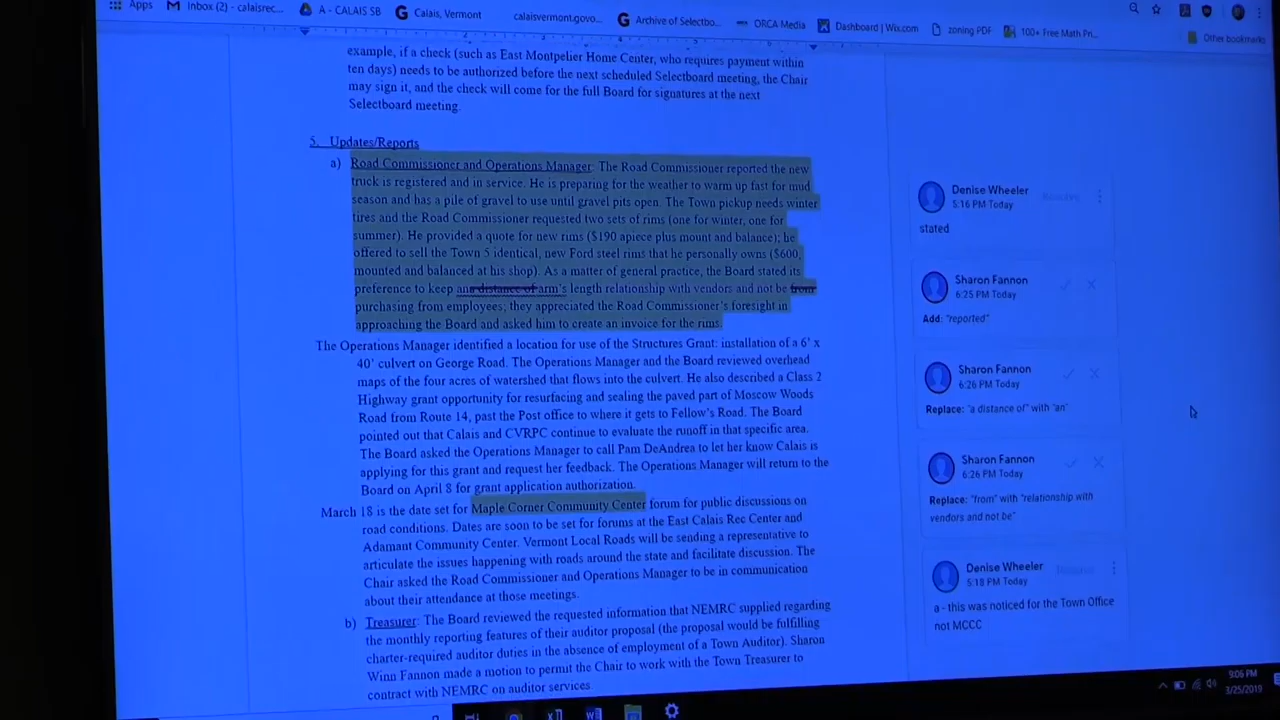 Apps
Inbox (2) - calaisrec...
A - CALAIS SB
Calais, Vermont
calaisvermont.govo...
Archive of Selectbo...
ORCA Media
Dashboard | Wix.com
zoning PDF
100+ Free Math Pri...
Other bookmarks
example, if a check (such as East Montpelier Home Center, who requires payment within
ten days) needs to be authorized before the next scheduled Selectboard meeting, the Chair
may sign it, and the check will come for the full Board for signatures at the next
Selectboard meeting.
5. Updates/Reports
a) Road Commissioner and Operations Manager: The Road Commissioner reported the new
truck is registered and in service. He is preparing for the weather to warm up fast for mud
season and has a pile of gravel to use until gravel pits open. The Town pickup needs winter
tires and the Road Commissioner requested two sets of rims (one for winter, one for
summer). He provided a quote for new rims ($190 apiece plus mount and balance); he
offered to sell the Town 5 identical, new Ford steel rims that he personally owns ($600,
mounted and balanced at his shop). As a matter of general practice, the Board stated its
preference to keep ana distance of arm's length relationship with vendors and not be from
purchasing from employees; they appreciated the Road Commissioner's foresight in
approaching the Board and asked him to create an invoice for the rims.
The Operations Manager identified a location for use of the Structures Grant: installation of a 6' x
40' culvert on George Road. The Operations Manager and the Board reviewed overhead
maps of the four acres of watershed that flows into the culvert. He also described a Class 2
Highway grant opportunity for resurfacing and sealing the paved part of Moscow Woods
Road from Route 14, past the Post office to where it gets to Fellow's Road. The Board
pointed out that Calais and CVRPC continue to evaluate the runoff in that specific area.
The Board asked the Operations Manager to call Pam DeAndrea to let her know Calais is
applying for this grant and request her feedback. The Operations Manager will return to the
Board on April 8 for grant application authorization.
March 18 is the date set for Maple Corner Community Center forum for public discussions on
road conditions. Dates are soon to be set for forums at the East Calais Rec Center and
Adamant Community Center. Vermont Local Roads will be sending a representative to
articulate the issues happening with roads around the state and facilitate discussion. The
Chair asked the Road Commissioner and Operations Manager to be in communication
about their attendance at those meetings.
b) Treasurer: The Board reviewed the requested information that NEMRC supplied regarding
the monthly reporting features of their auditor proposal (the proposal would be fulfilling
charter-required auditor duties in the absence of employment of a Town Auditor). Sharon
Winn Fannon made a motion to permit the Chair to work with the Town Treasurer to
contract with NEMRC on auditor services.
Denise Wheeler
5:16 PM Today
Resolve
stated
Sharon Fannon
6:25 PM Today
Add: "reported"
Sharon Fannon
6:26 PM Today
Replace: "a distance of" with "an"
Sharon Fannon
6:26 PM Today
Replace: "from" with "relationship with
vendors and not be"
Denise Wheeler
5:18 PM Today
Resolve
a - this was noticed for the Town Office
not MCCC
9:06 PM
3/25/2019